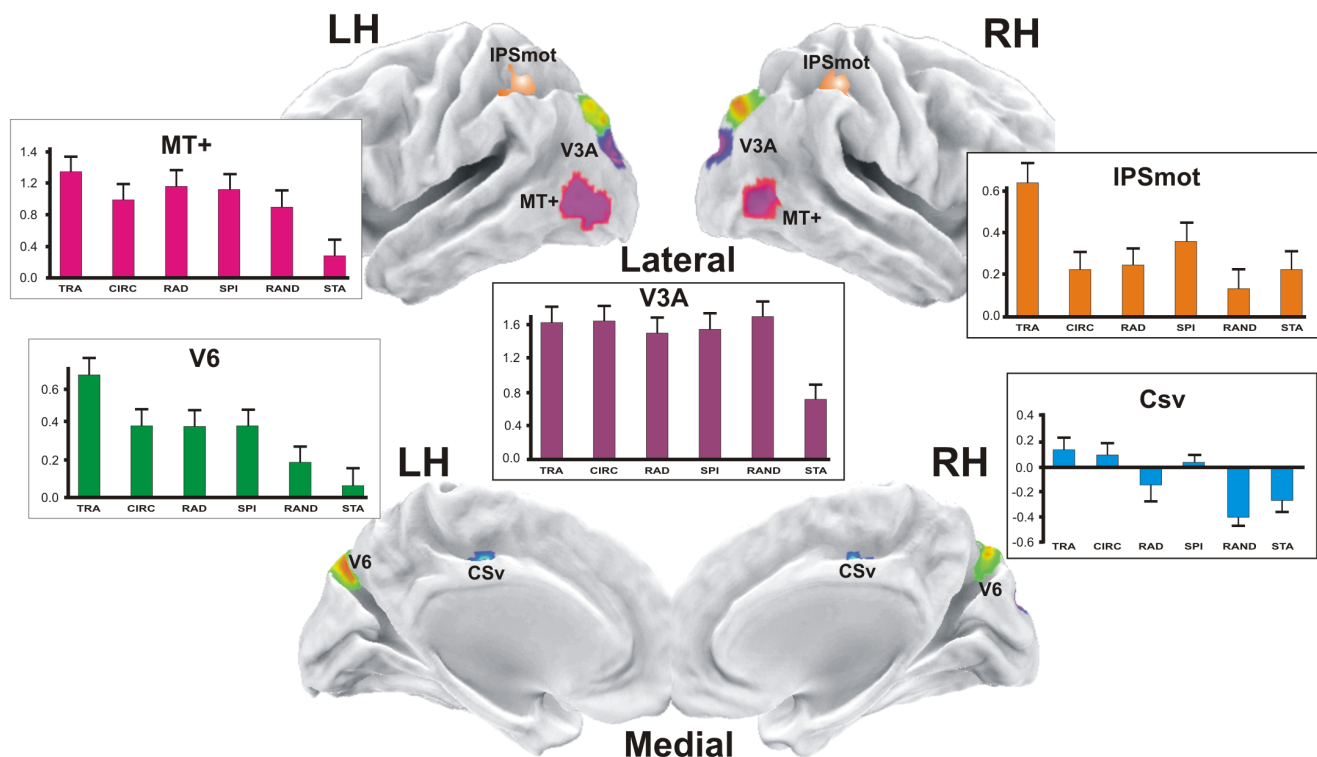 LH
RH
IPSmot
IPSmot
V3A
V3A
MT+
MT+
Lateral
MT+
1.4
1.2
0.8
0.4
0.0
TRA CIRC RAD SPI RAND STA
IPSmot
0.6
0.4
0.2
0.0
TRA CIRC RAD SPI RAND STA
V3A
1.6
1.2
0.8
0.4
0.0
TRA CIRC RAD SPI RAND STA
V6
0.6
0.4
0.2
0.0
TRA CIRC RAD SPI RAND STA
Csv
0.4
0.2
0.0
-0.2
-0.4
-0.6
TRA CIRC RAD SPI RAND STA
LH
RH
V6
CSv
CSv
V6
Medial